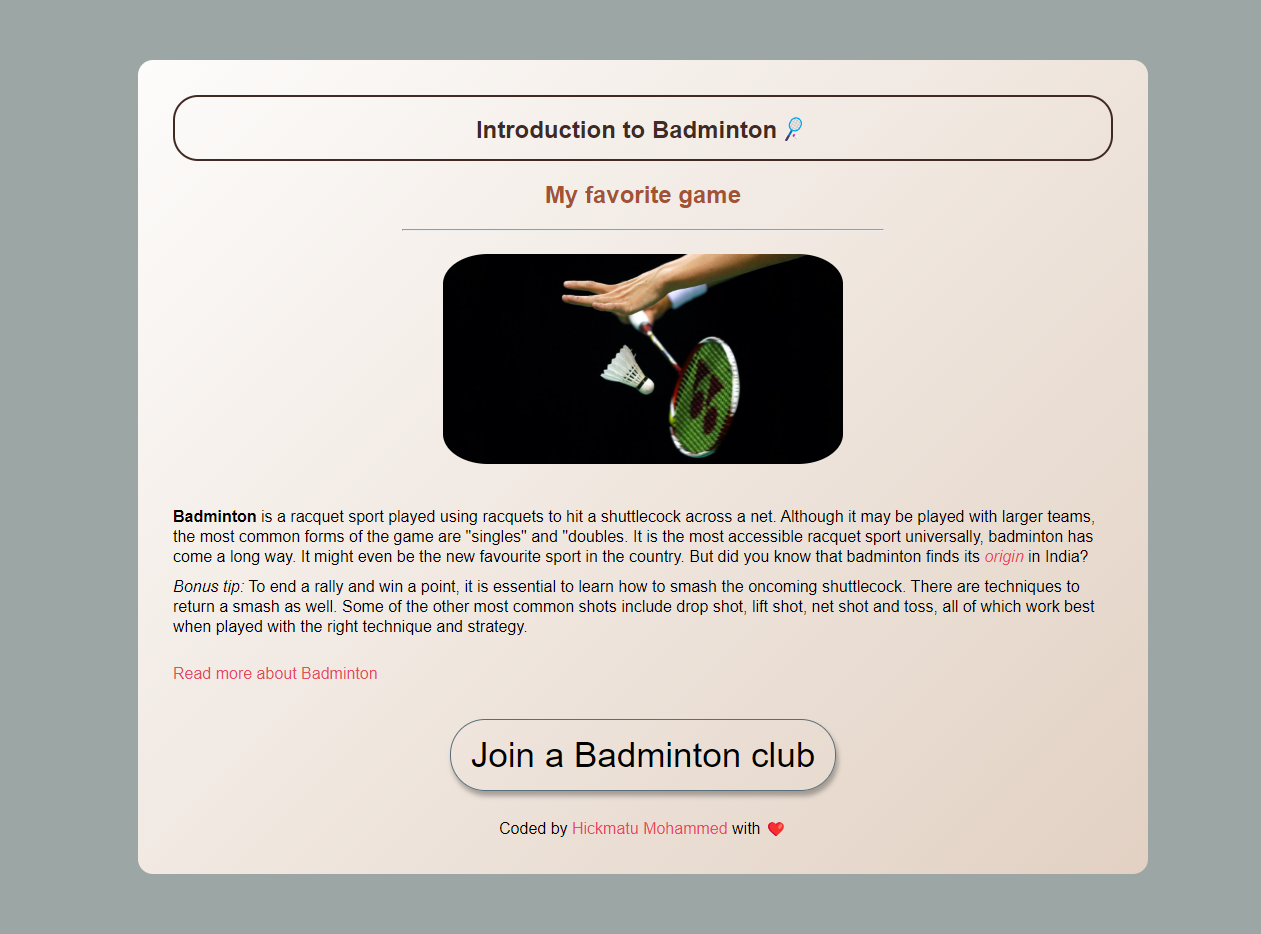 Introduction to Badminton 🏸
My favorite game
Badminton is a racquet sport played using racquets to hit a shuttlecock across a net. Although it may be played with larger teams,
the most common forms of the game are "singles" and "doubles. It is the most accessible racquet sport universally, badminton has
come a long way. It might even be the new favourite sport in the country. But did you know that badminton finds its origin in India?
Bonus tip: To end a rally and win a point, it is essential to learn how to smash the oncoming shuttlecock. There are techniques to
return a smash as well. Some of the other most common shots include drop shot, lift shot, net shot and toss, all of which work best
when played with the right technique and strategy.
Read more about Badminton
Join a Badminton club
Coded by Hickmatu Mohammed with ❤️